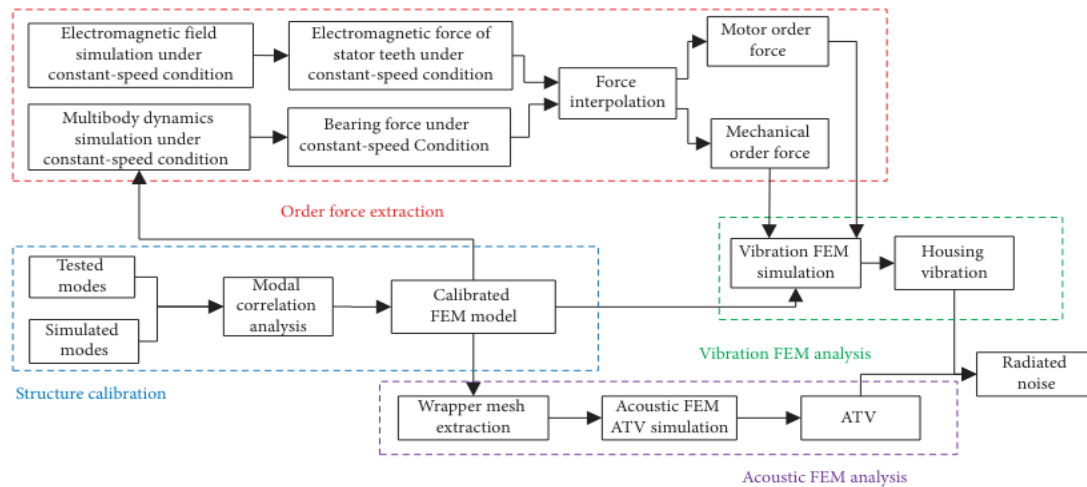 Electromagnetic field
simulation under
constant-speed condition
Electromagnetic force of
stator teeth under
constant-speed condition
Motor order
force
Force
interpolation
Multibody dynamics
simulation under
constant-speed condition
Bearing force under
constant-speed Condition
Mechanical
order force
Order force extraction
Tested
modes
Simulated
modes
Modal
correlation
analysis
Calibrated
FEM model
Vibration FEM
simulation
Housing
vibration
Vibration FEM analysis
Structure calibration
Radiated
noise
Wrapper mesh
extraction
Acoustic FEM
ATV simulation
ATV
Acoustic FEM analysis